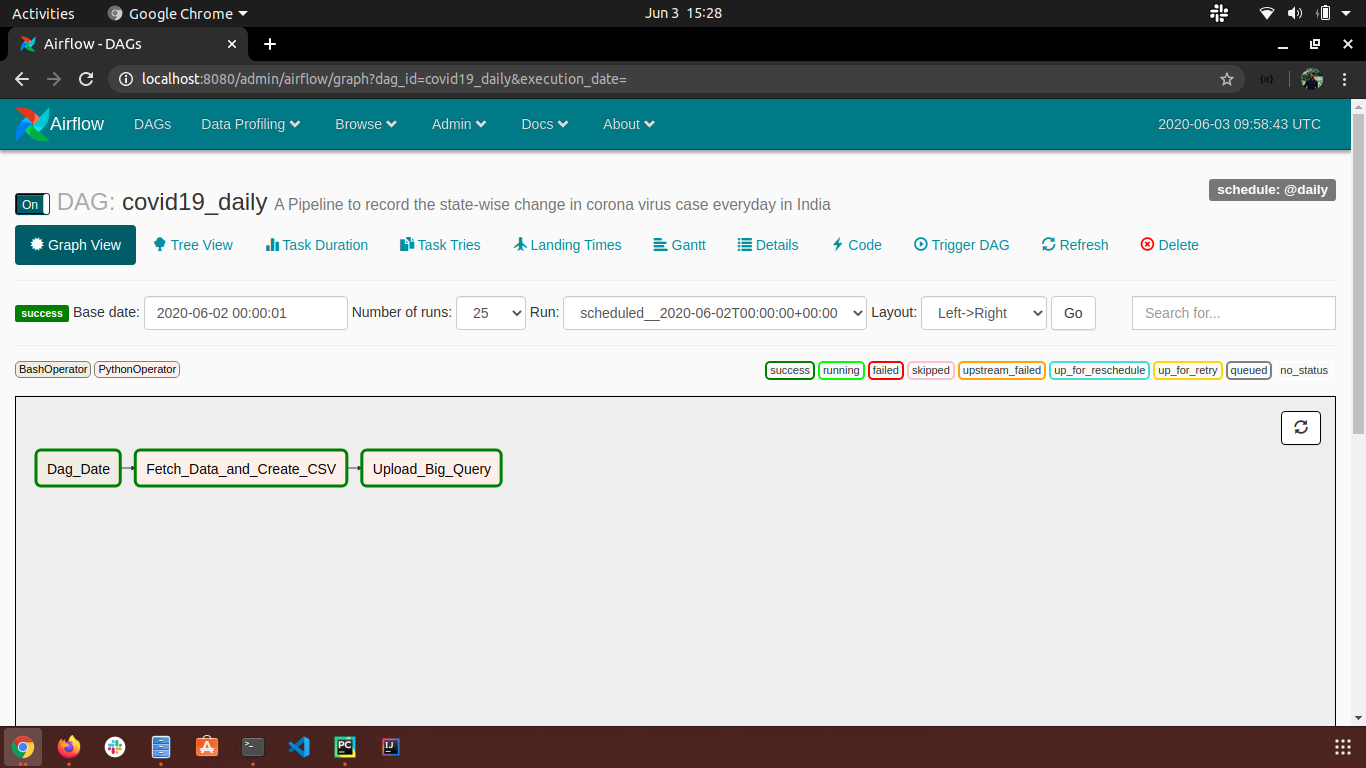 Activities Google Chrome Jun 3 15:28
Airflow - DAGs
localhost:8080/admin/airflow/graph?dag_id=covid19_daily&execution_date=
Airflow DAGs Data Profiling Browse Admin Docs About 2020-06-03 09:58:43 UTC
schedule: @daily
On DAG: covid19_daily A Pipeline to record the state-wise change in corona virus case everyday in India
Graph View Tree View Task Duration Task Tries Landing Times Gantt Details Code Trigger DAG Refresh Delete
success Base date: 2020-06-02 00:00:01 Number of runs: 25 Run: scheduled__2020-06-02T00:00:00+00:00 Layout: Left->Right Go Search for...
BashOperator PythonOperator success running failed skipped upstream_failed up_for_reschedule up_for_retry queued no_status
Dag_Date Fetch_Data_and_Create_CSV Upload_Big_Query
PC IJ